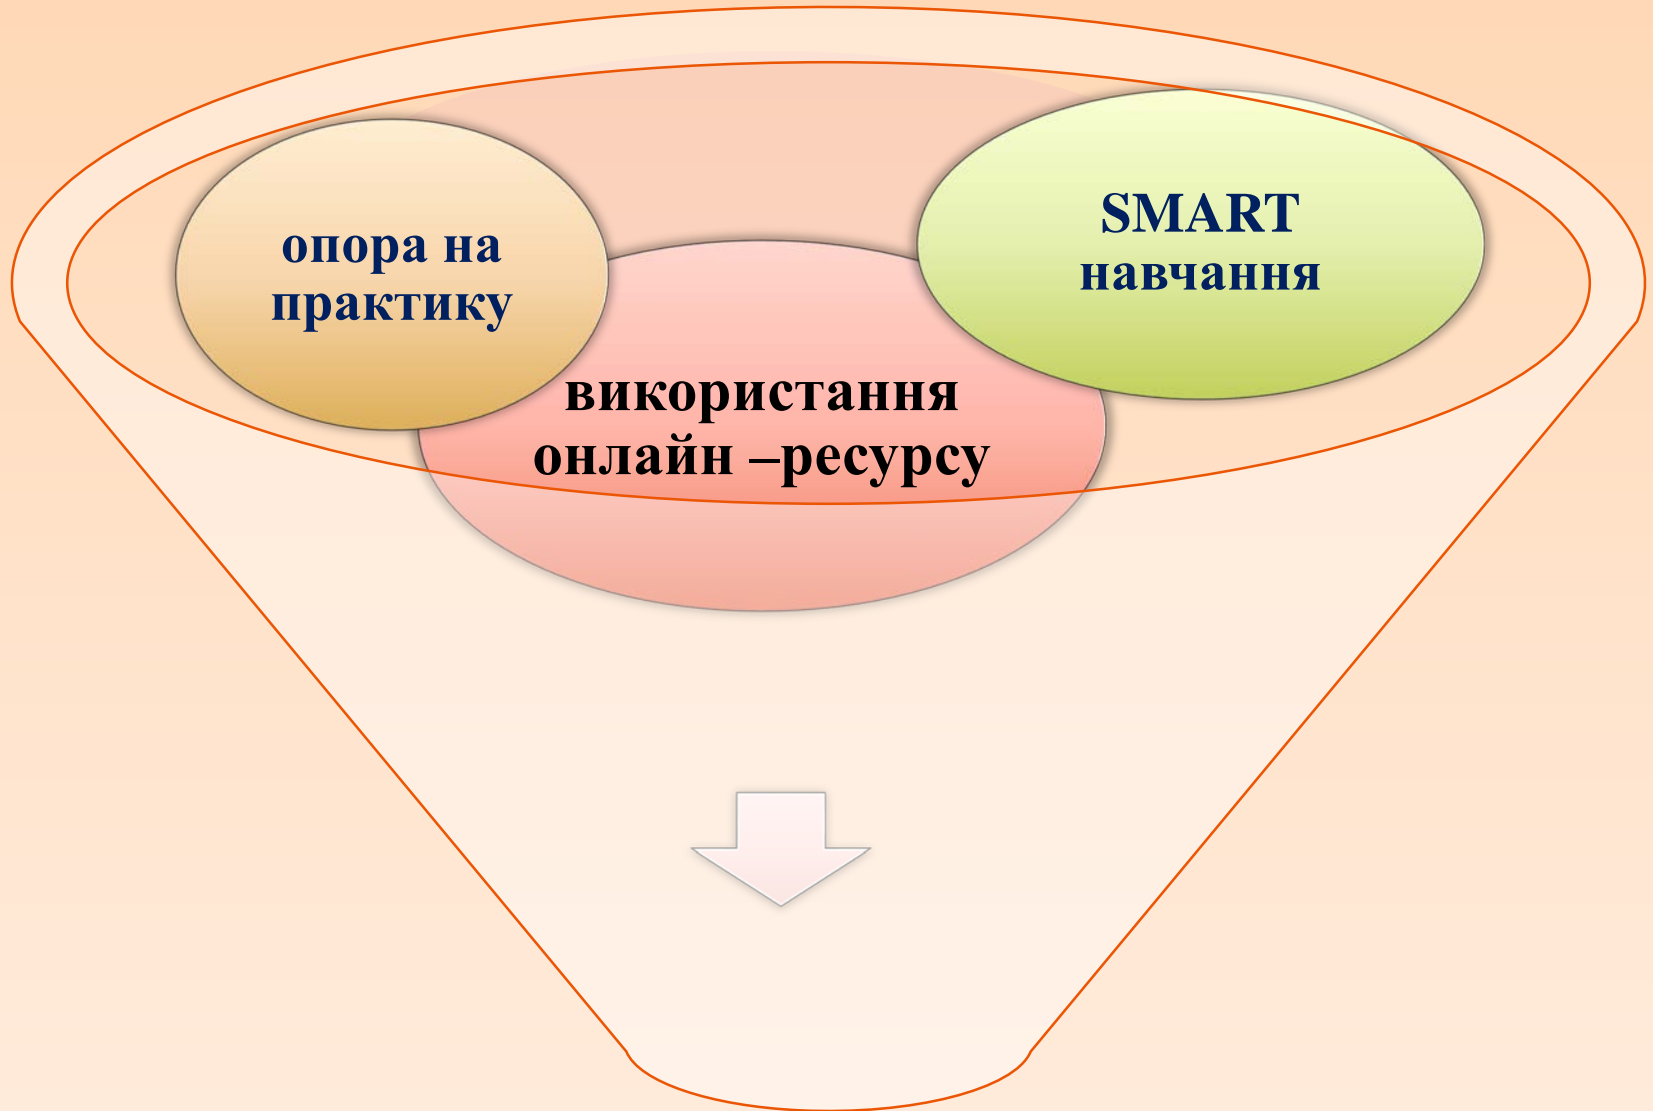 опора на
практику
SMART
навчання
використання
онлайн –ресурсу